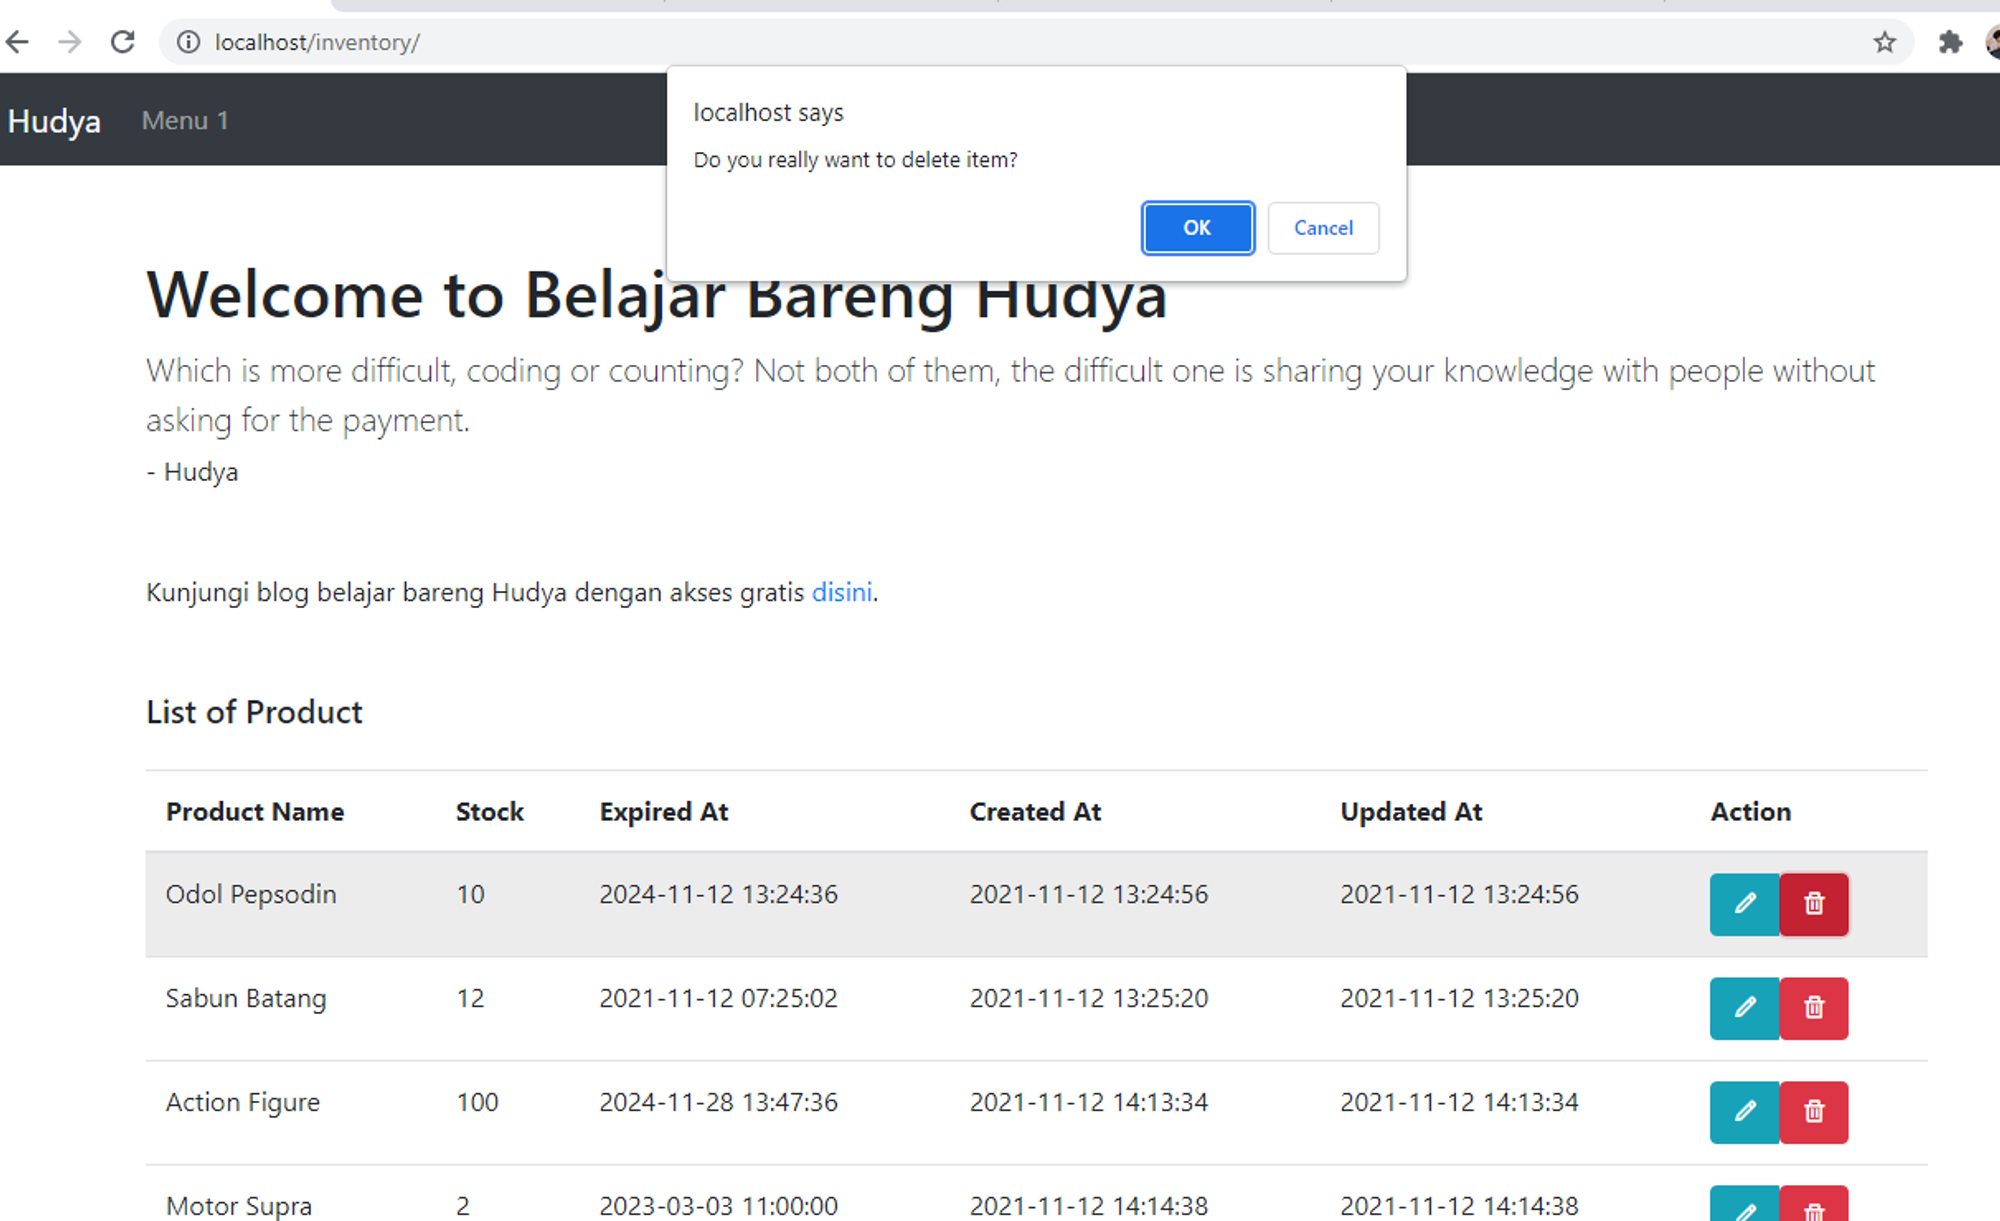 localhost/inventory/
Hudya Menu 1
localhost says
Do you really want to delete item?
OK Cancel
Welcome to Belajar Bareng Hudya
Which is more difficult, coding or counting? Not both of them, the difficult one is sharing your knowledge with people without
asking for the payment.
- Hudya
Kunjungi blog belajar bareng Hudya dengan akses gratis disini.
List of Product
Product Name Stock Expired At Created At Updated At Action
Odol Pepsodin 10 2024-11-12 13:24:36 2021-11-12 13:24:56 2021-11-12 13:24:56
Sabun Batang 12 2021-11-12 07:25:02 2021-11-12 13:25:20 2021-11-12 13:25:20
Action Figure 100 2024-11-28 13:47:36 2021-11-12 14:13:34 2021-11-12 14:13:34
Motor Supra 2 2023-03-03 11:00:00 2021-11-12 14:14:38 2021-11-12 14:14:38